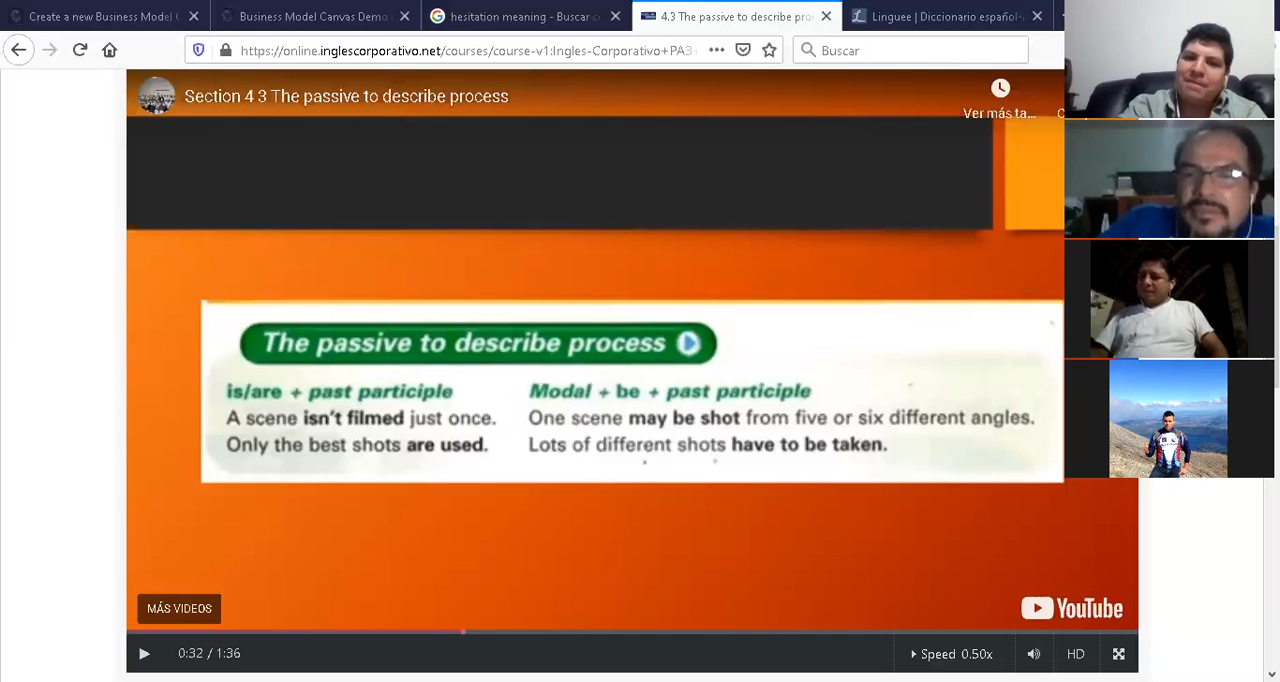 Create a new Business Model
Business Model Canvas Demo
hesitation meaning - Buscar
4.3 The passive to describe pro
Linguee | Diccionario español-
https://online.inglescorporativo.net/courses/course-v1:Ingles-Corporativo+PA3
Buscar
Section 4 3 The passive to describe process
Ver más ta...
The passive to describe process
is/are + past participle
A scene isn't filmed just once.
Only the best shots are used.
Modal + be + past participle
One scene may be shot from five or six different angles.
Lots of different shots have to be taken.
MÁS VIDEOS
YouTube
0:32 / 1:36
Speed 0.50x
HD